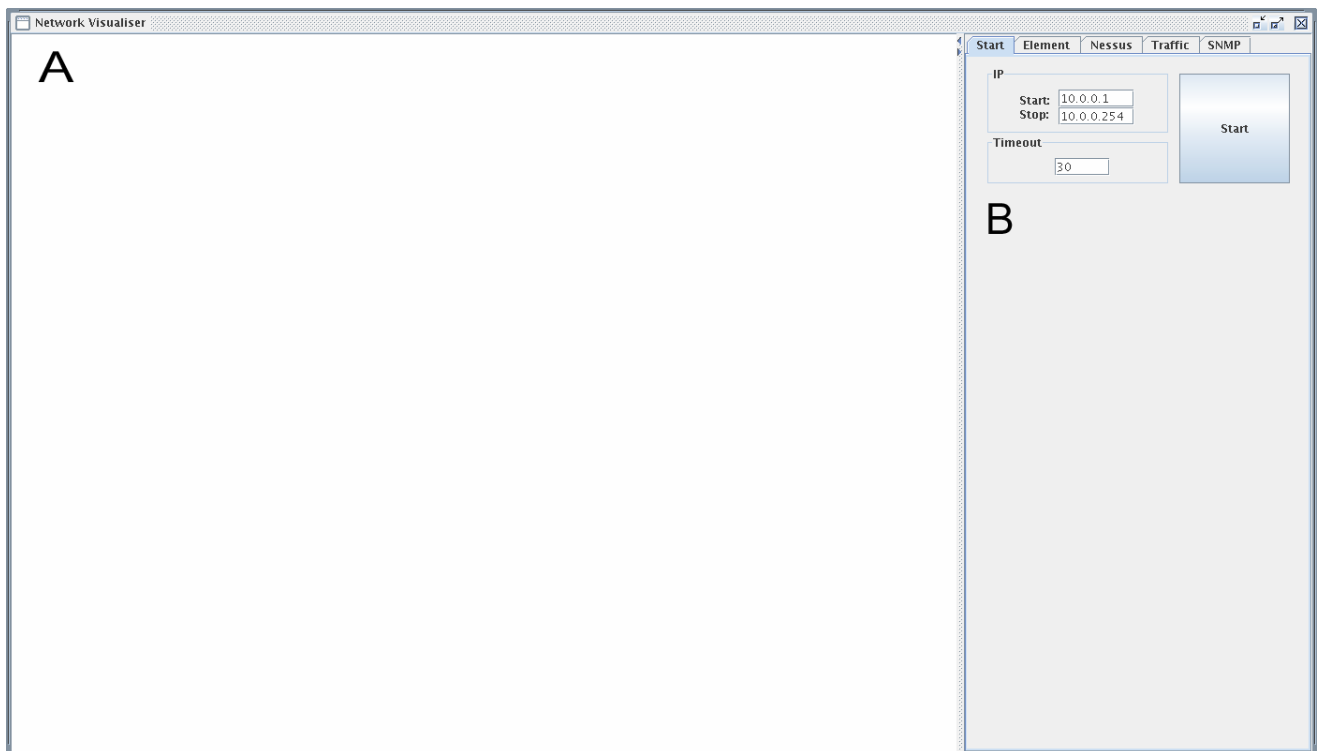 Network Visualiser
A
Start Element Nessus Traffic SNMP
IP
Start: 10.0.0.1
Stop: 10.0.0.254
Start
Timeout
30
B